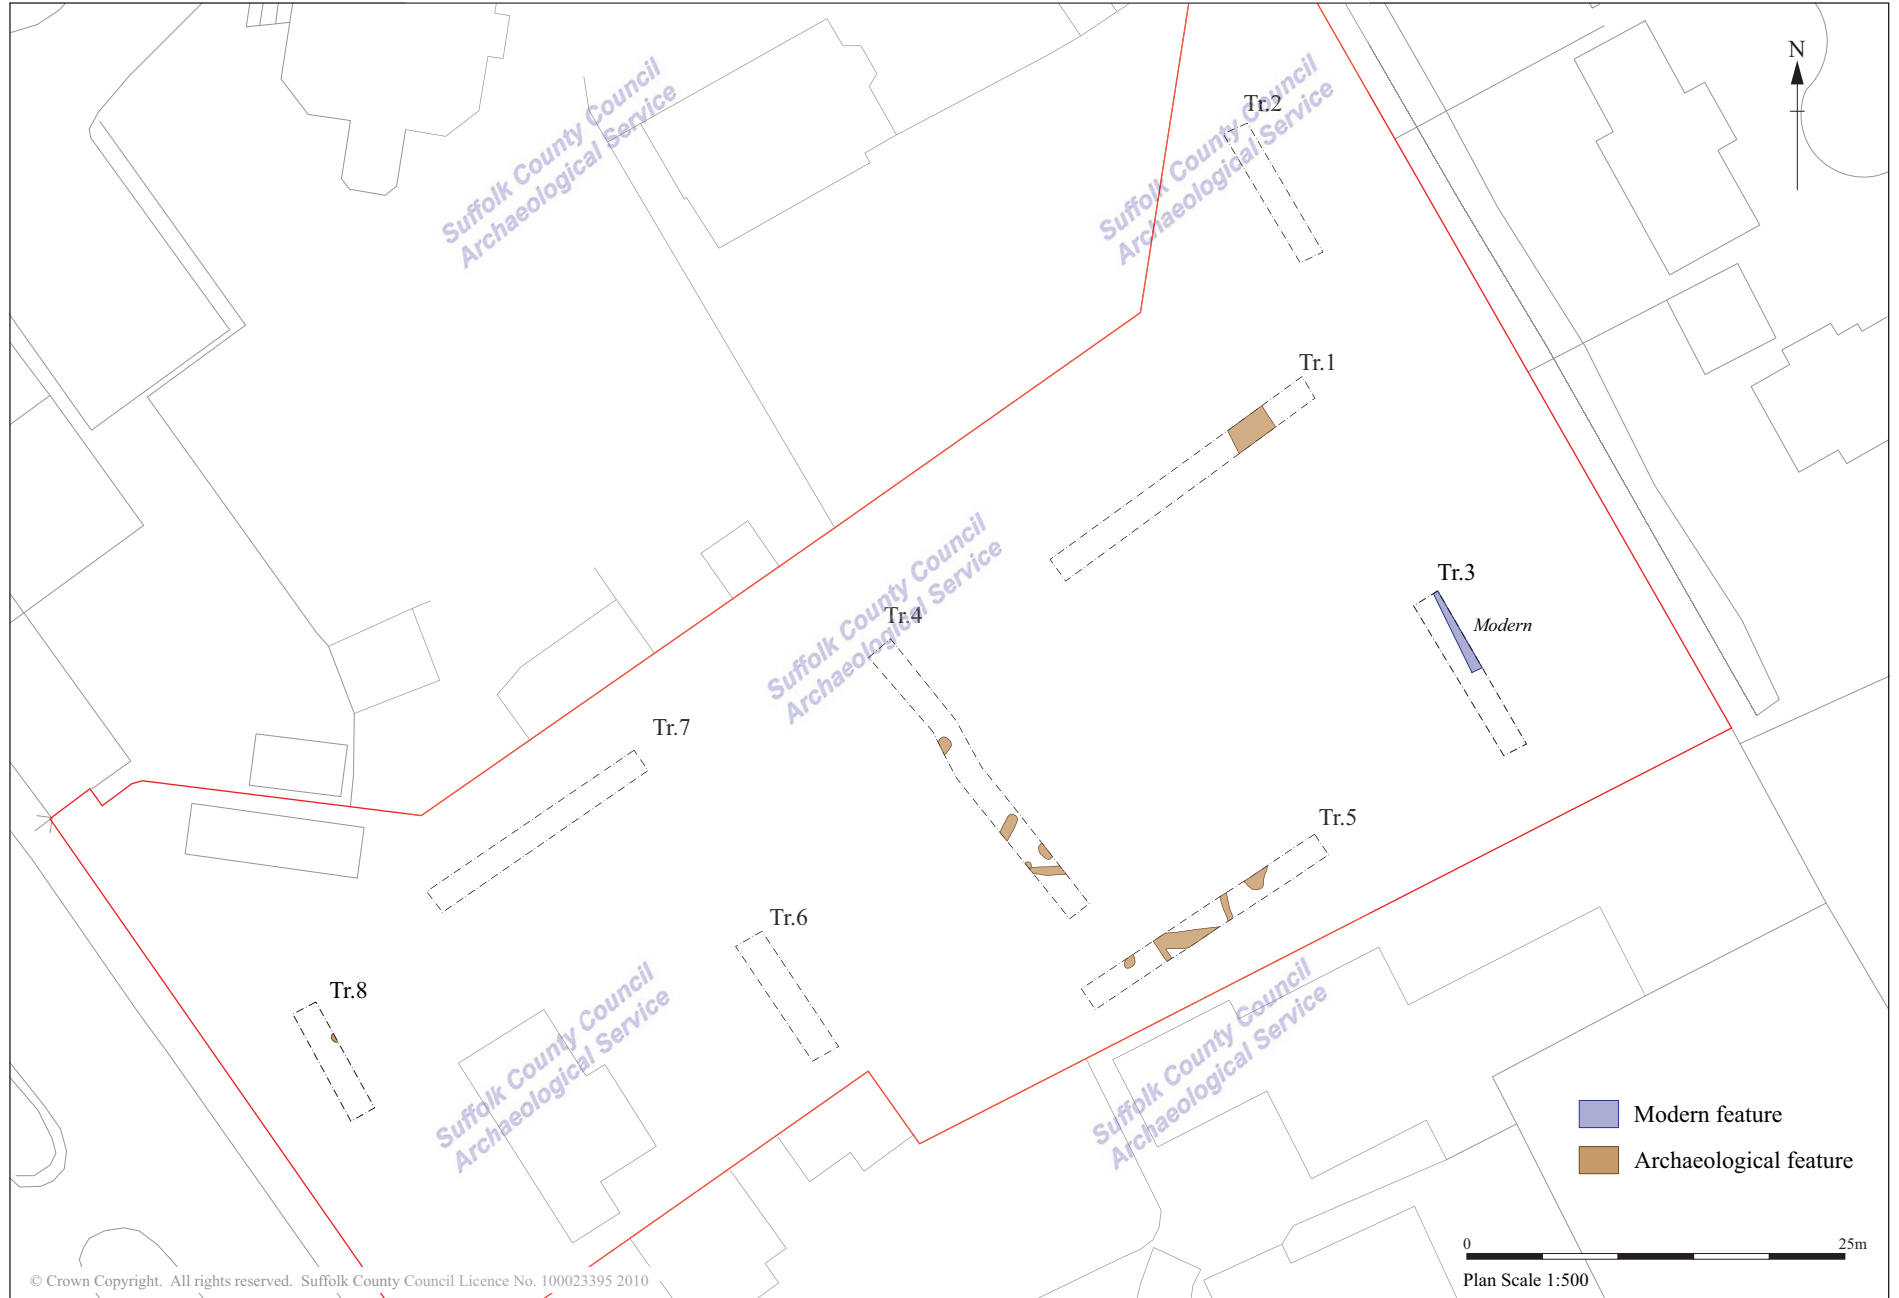 N
Suffolk County Council
Archaeological Service
Suffolk County Council
Archaeological Service
Tr.2
Tr.1
Tr.3
Modern
Suffolk County Council
Archaeological Service
Tr.4
Tr.7
Tr.5
Tr.6
Tr.8
Suffolk County Council
Archaeological Service
Suffolk County Council
Archaeological Service
Modern feature
Archaeological feature
0 25m
Plan Scale 1:500
© Crown Copyright. All rights reserved. Suffolk County Council Licence No. 100023395 2010